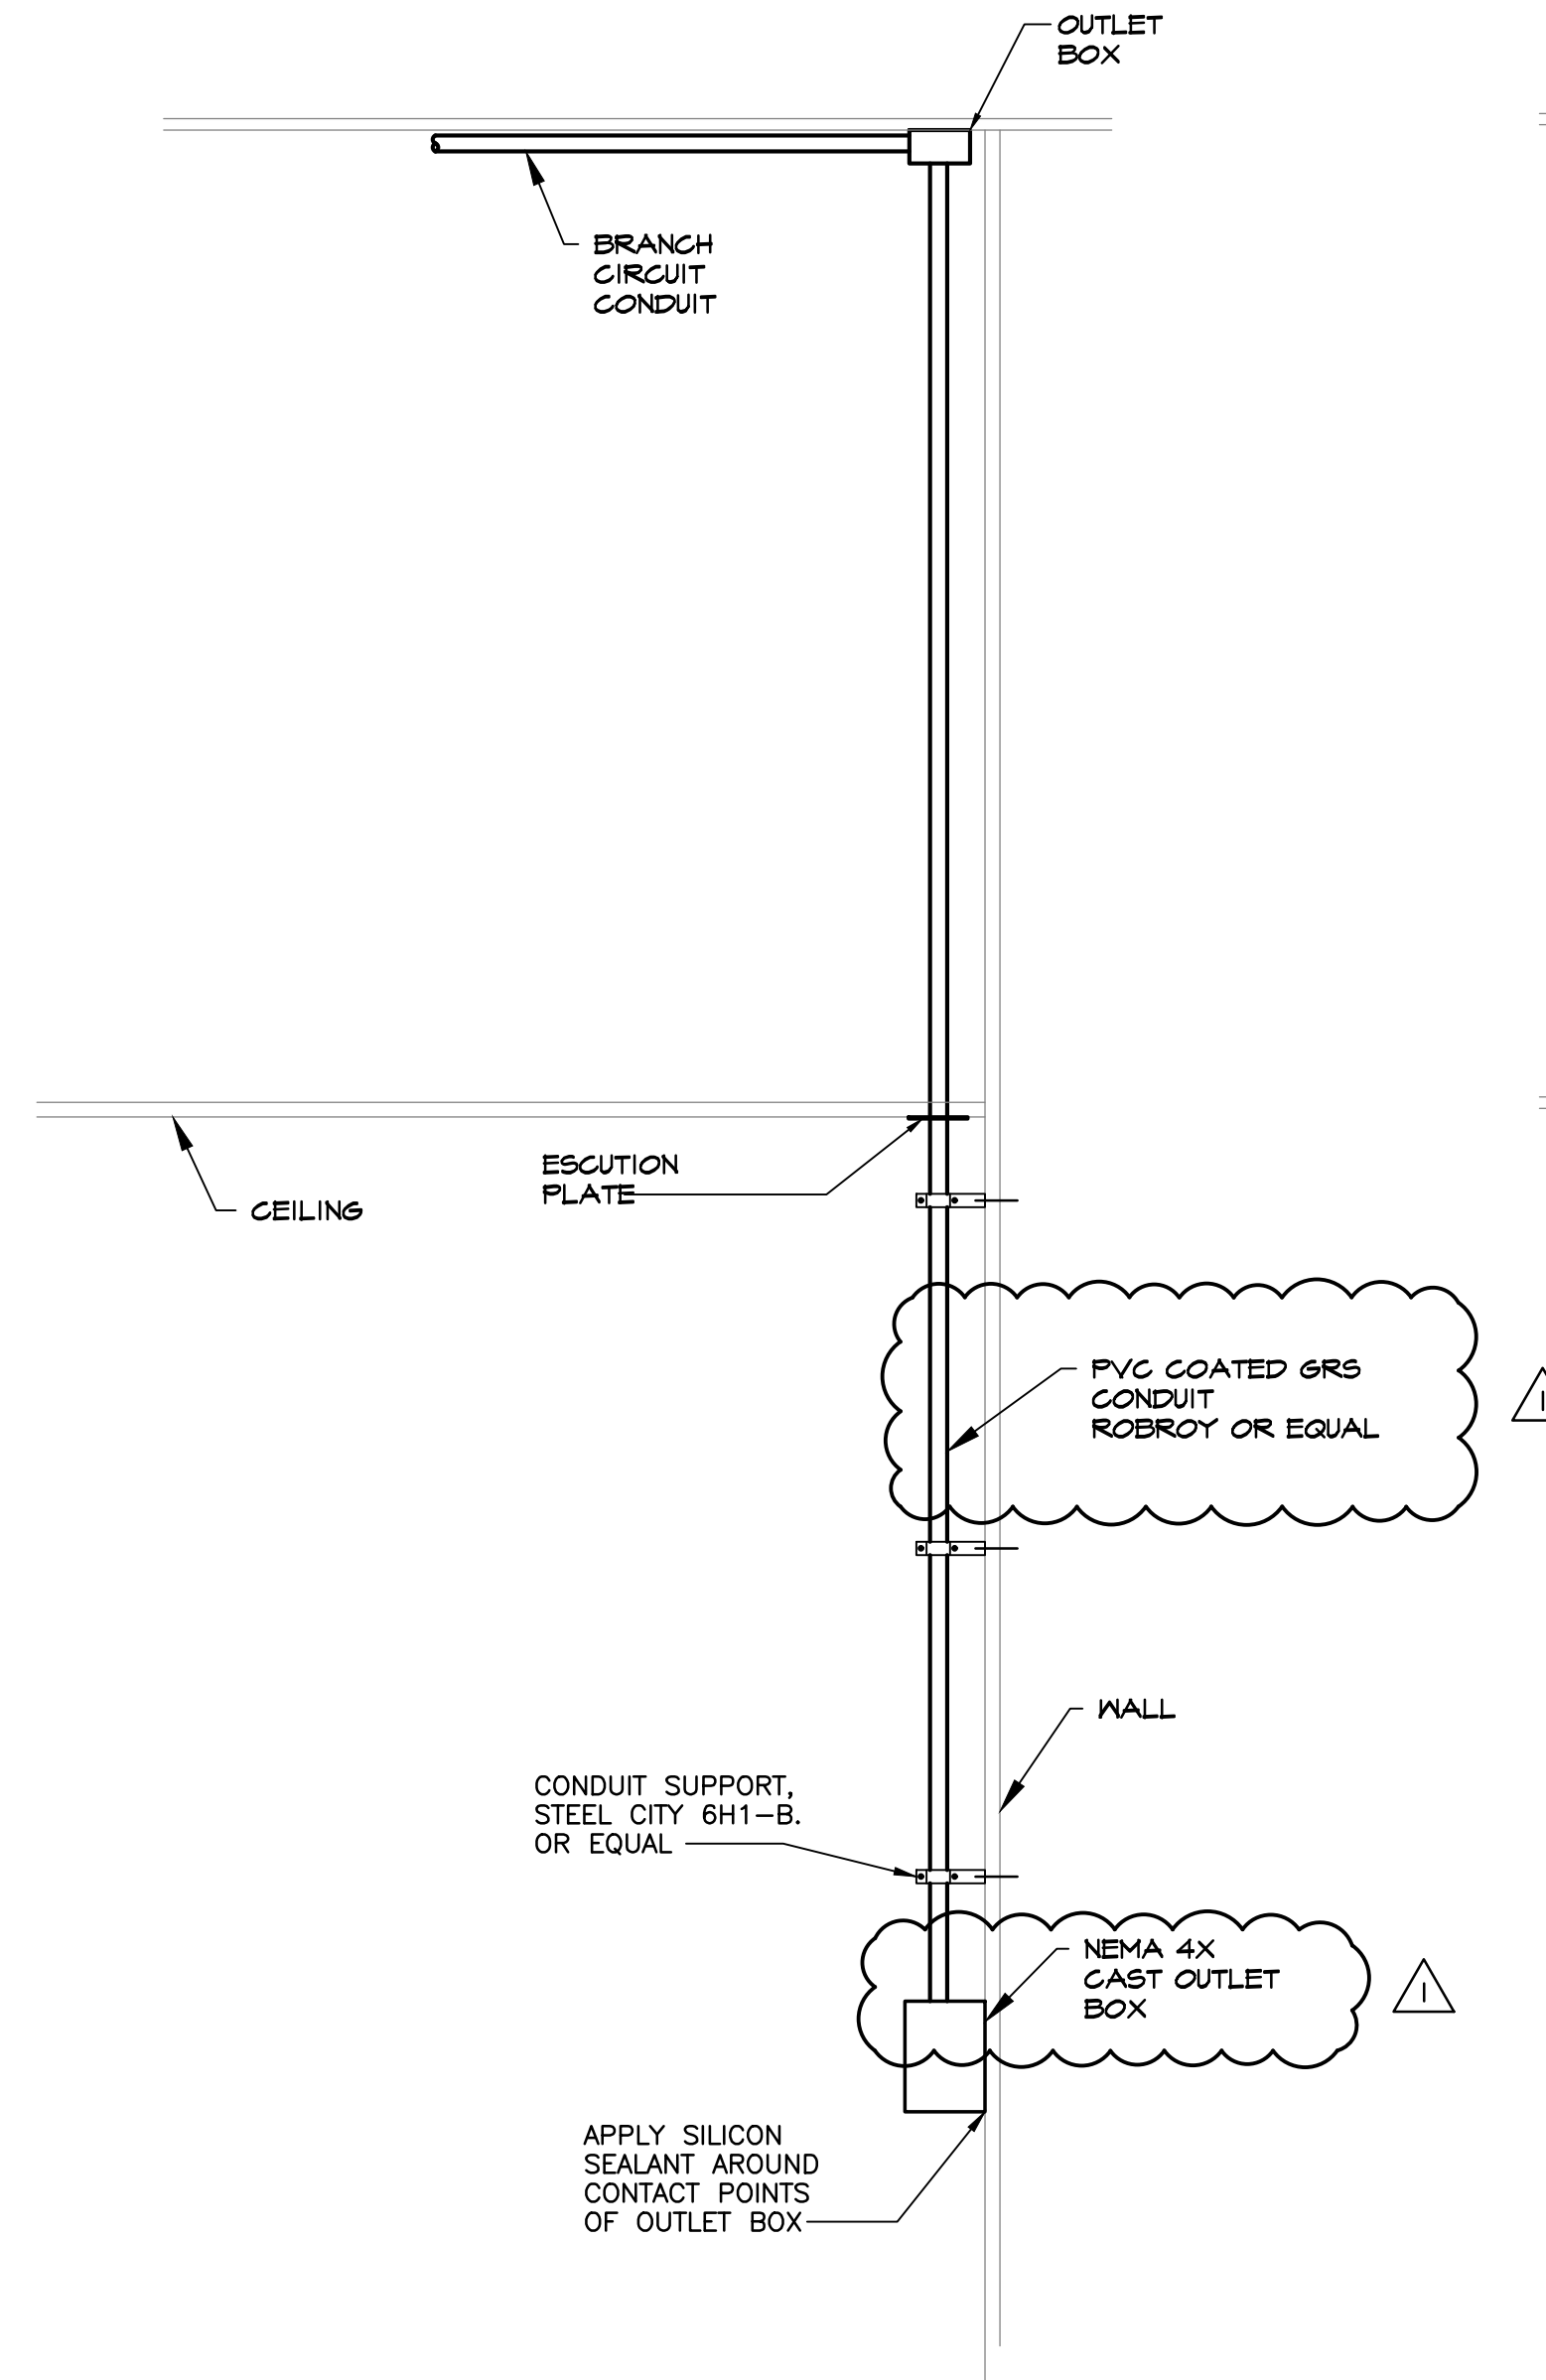 OUTLET
BOX
BRANCH
CIRCUIT
CONDUIT
ESCUTION
PLATE
CEILING
PVC COATED GRS
CONDUIT
ROBROY OR EQUAL
1
WALL
CONDUIT SUPPORT,
STEEL CITY 6H1-B.
OR EQUAL
NEMA 4X
CAST OUTLET
BOX
1
APPLY SILICON
SEALANT AROUND
CONTACT POINTS
OF OUTLET BOX